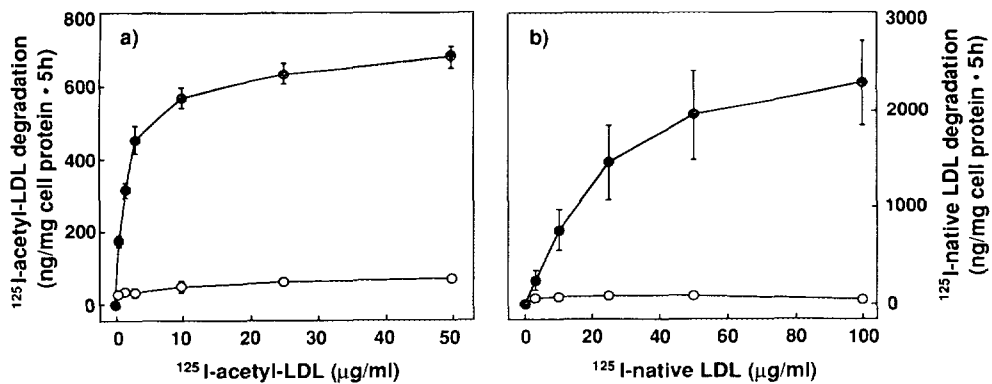 a)
800
600
400
200
0
¹²⁵I-acetyl-LDL degradation
(ng/mg cell protein • 5h)
0 10 20 30 40 50
¹²⁵I-acetyl-LDL (μg/ml)
b)
3000
2000
1000
0
¹²⁵I-native LDL degradation
(ng/mg cell protein • 5h)
0 20 40 60 80 100
¹²⁵I-native LDL (μg/ml)